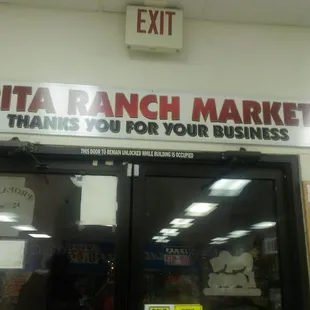 EXIT
ITA RANCH MARKET
THANKS YOU FOR YOUR BUSINESS
THIS DOOR TO REMAIN UNLOCKED WHILE BUILDING IS OCCUPIED